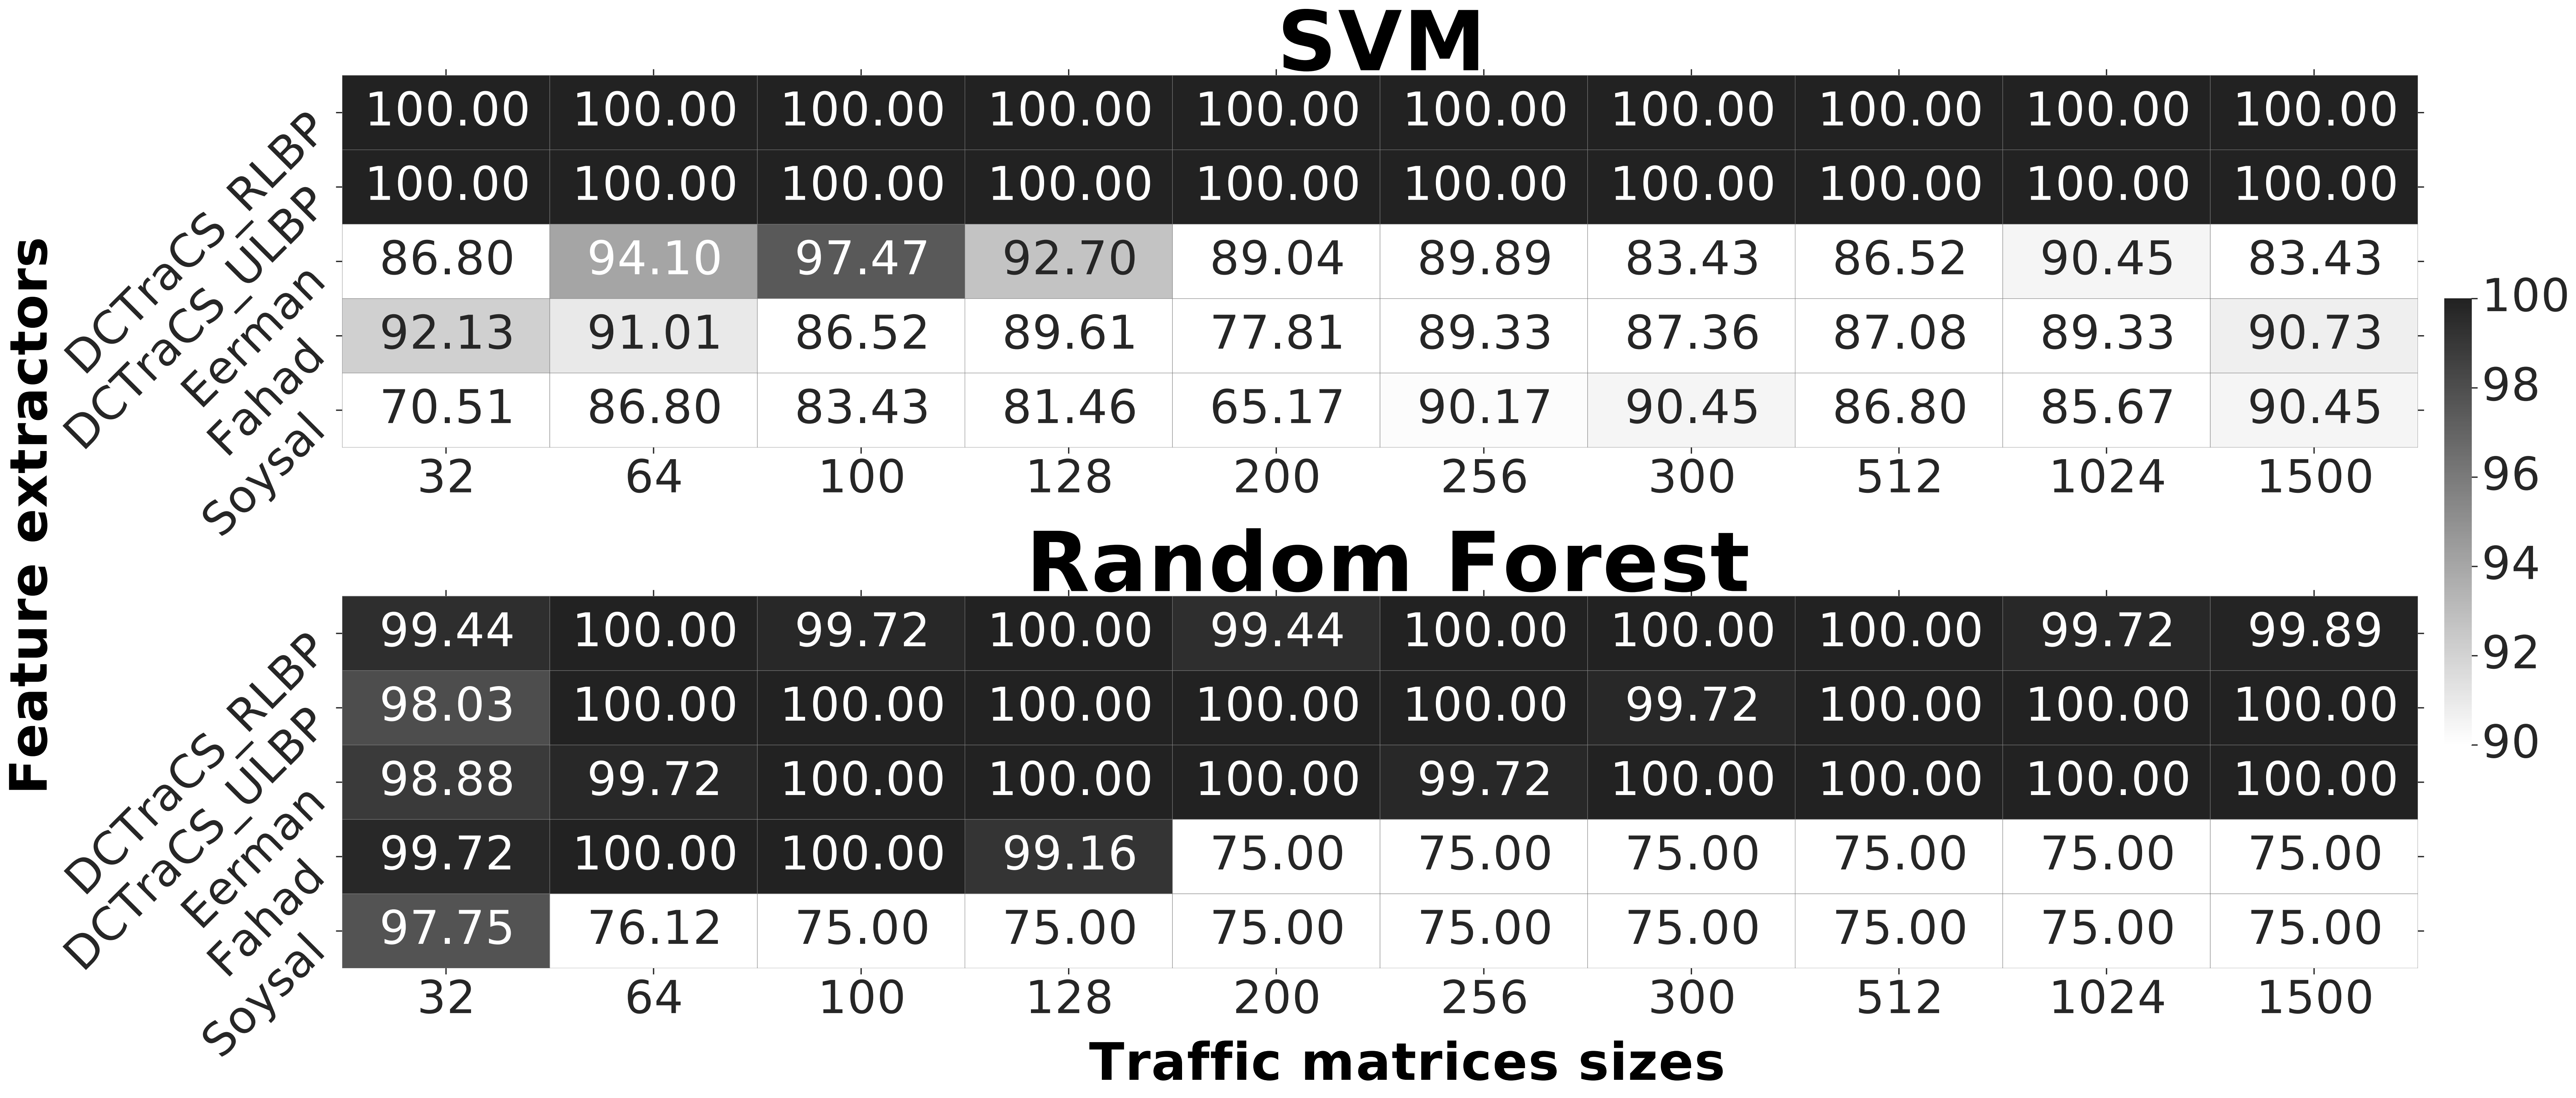 SVM
Feature extractors
DCTraCS_RLBP 100.00 100.00 100.00 100.00 100.00 100.00 100.00 100.00 100.00 100.00
DCTraCS_ULBP 100.00 100.00 100.00 100.00 100.00 100.00 100.00 100.00 100.00 100.00
Eerman 86.80 94.10 97.47 92.70 89.04 89.89 83.43 86.52 90.45 83.43
Fahad 92.13 91.01 86.52 89.61 77.81 89.33 87.36 87.08 89.33 90.73
Soysal 70.51 86.80 83.43 81.46 65.17 90.17 90.45 86.80 85.67 90.45
32 64 100 128 200 256 300 512 1024 1500
Random Forest
DCTraCS_RLBP 99.44 100.00 99.72 100.00 99.44 100.00 100.00 100.00 99.72 99.89
DCTraCS_ULBP 98.03 100.00 100.00 100.00 100.00 100.00 99.72 100.00 100.00 100.00
Eerman 98.88 99.72 100.00 100.00 100.00 99.72 100.00 100.00 100.00 100.00
Fahad 99.72 100.00 100.00 99.16 75.00 75.00 75.00 75.00 75.00 75.00
Soysal 97.75 76.12 75.00 75.00 75.00 75.00 75.00 75.00 75.00 75.00
32 64 100 128 200 256 300 512 1024 1500
Traffic matrices sizes
100
98
96
94
92
90